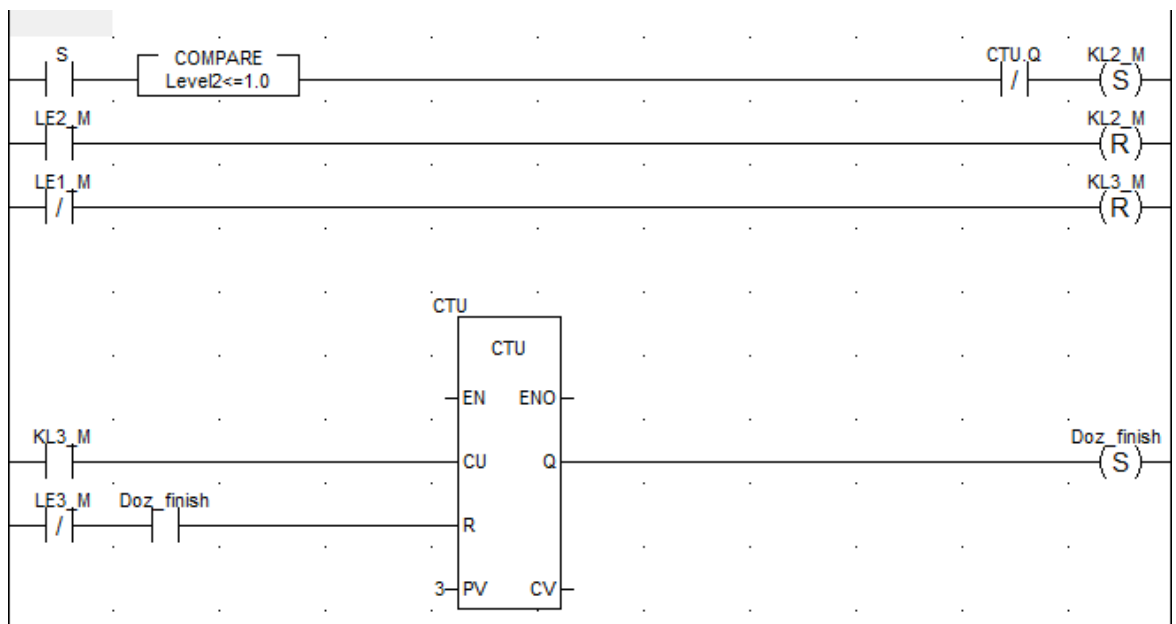 S
COMPARE
Level2<=1.0
CTU.Q
/
KL2_M
S
LE2_M
KL2_M
R
LE1_M
/
KL3_M
R
CTU
CTU
EN ENO
KL3_M
CU Q
Doz_finish
S
LE3_M Doz_finish
/
R
3 PV CV